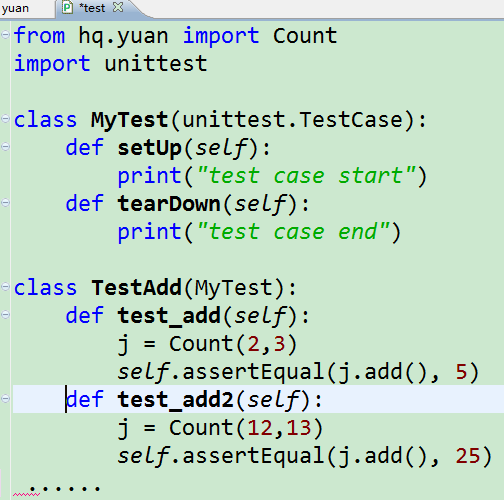 yuan *test
from hq.yuan import Count
import unittest

class MyTest(unittest.TestCase):
    def setUp(self):
        print("test case start")
    def tearDown(self):
        print("test case end")

class TestAdd(MyTest):
    def test_add(self):
        j = Count(2,3)
        self.assertEqual(j.add(), 5)
    def test_add2(self):
        j = Count(12,13)
        self.assertEqual(j.add(), 25)
 ......